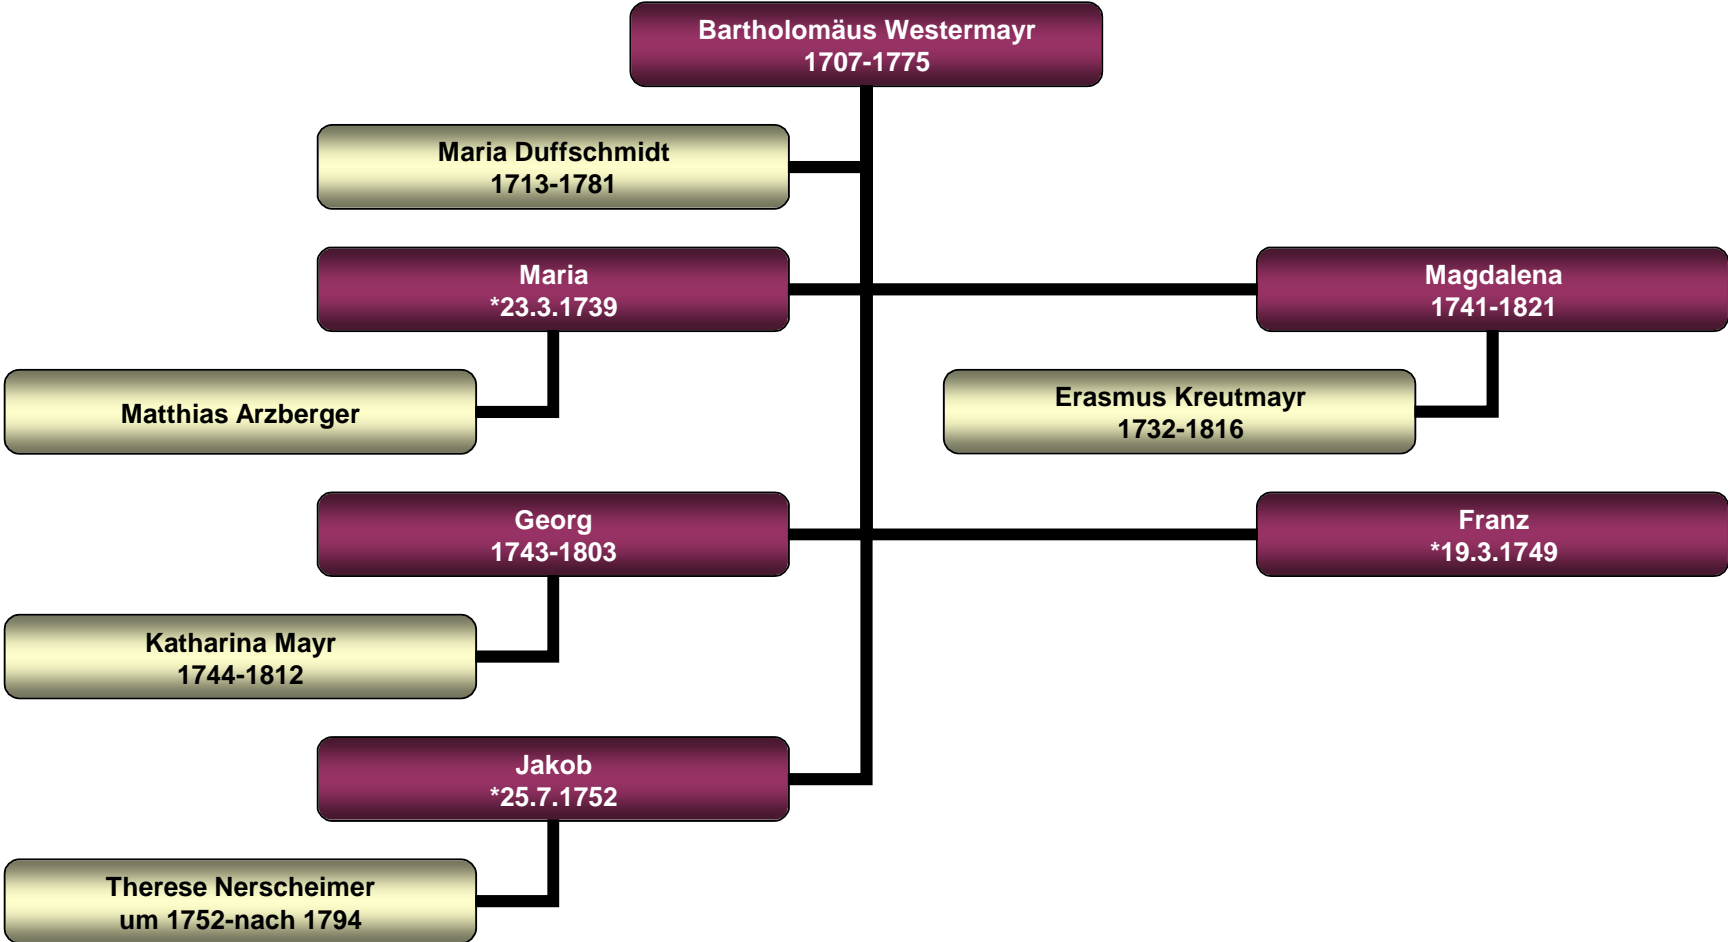 Bartholomäus Westermayr
1707-1775
Maria Duffschmidt
1713-1781
Maria
*23.3.1739
Magdalena
1741-1821
Matthias Arzberger
Erasmus Kreutmayr
1732-1816
Georg
1743-1803
Franz
*19.3.1749
Katharina Mayr
1744-1812
Jakob
*25.7.1752
Therese Nerscheimer
um 1752-nach 1794